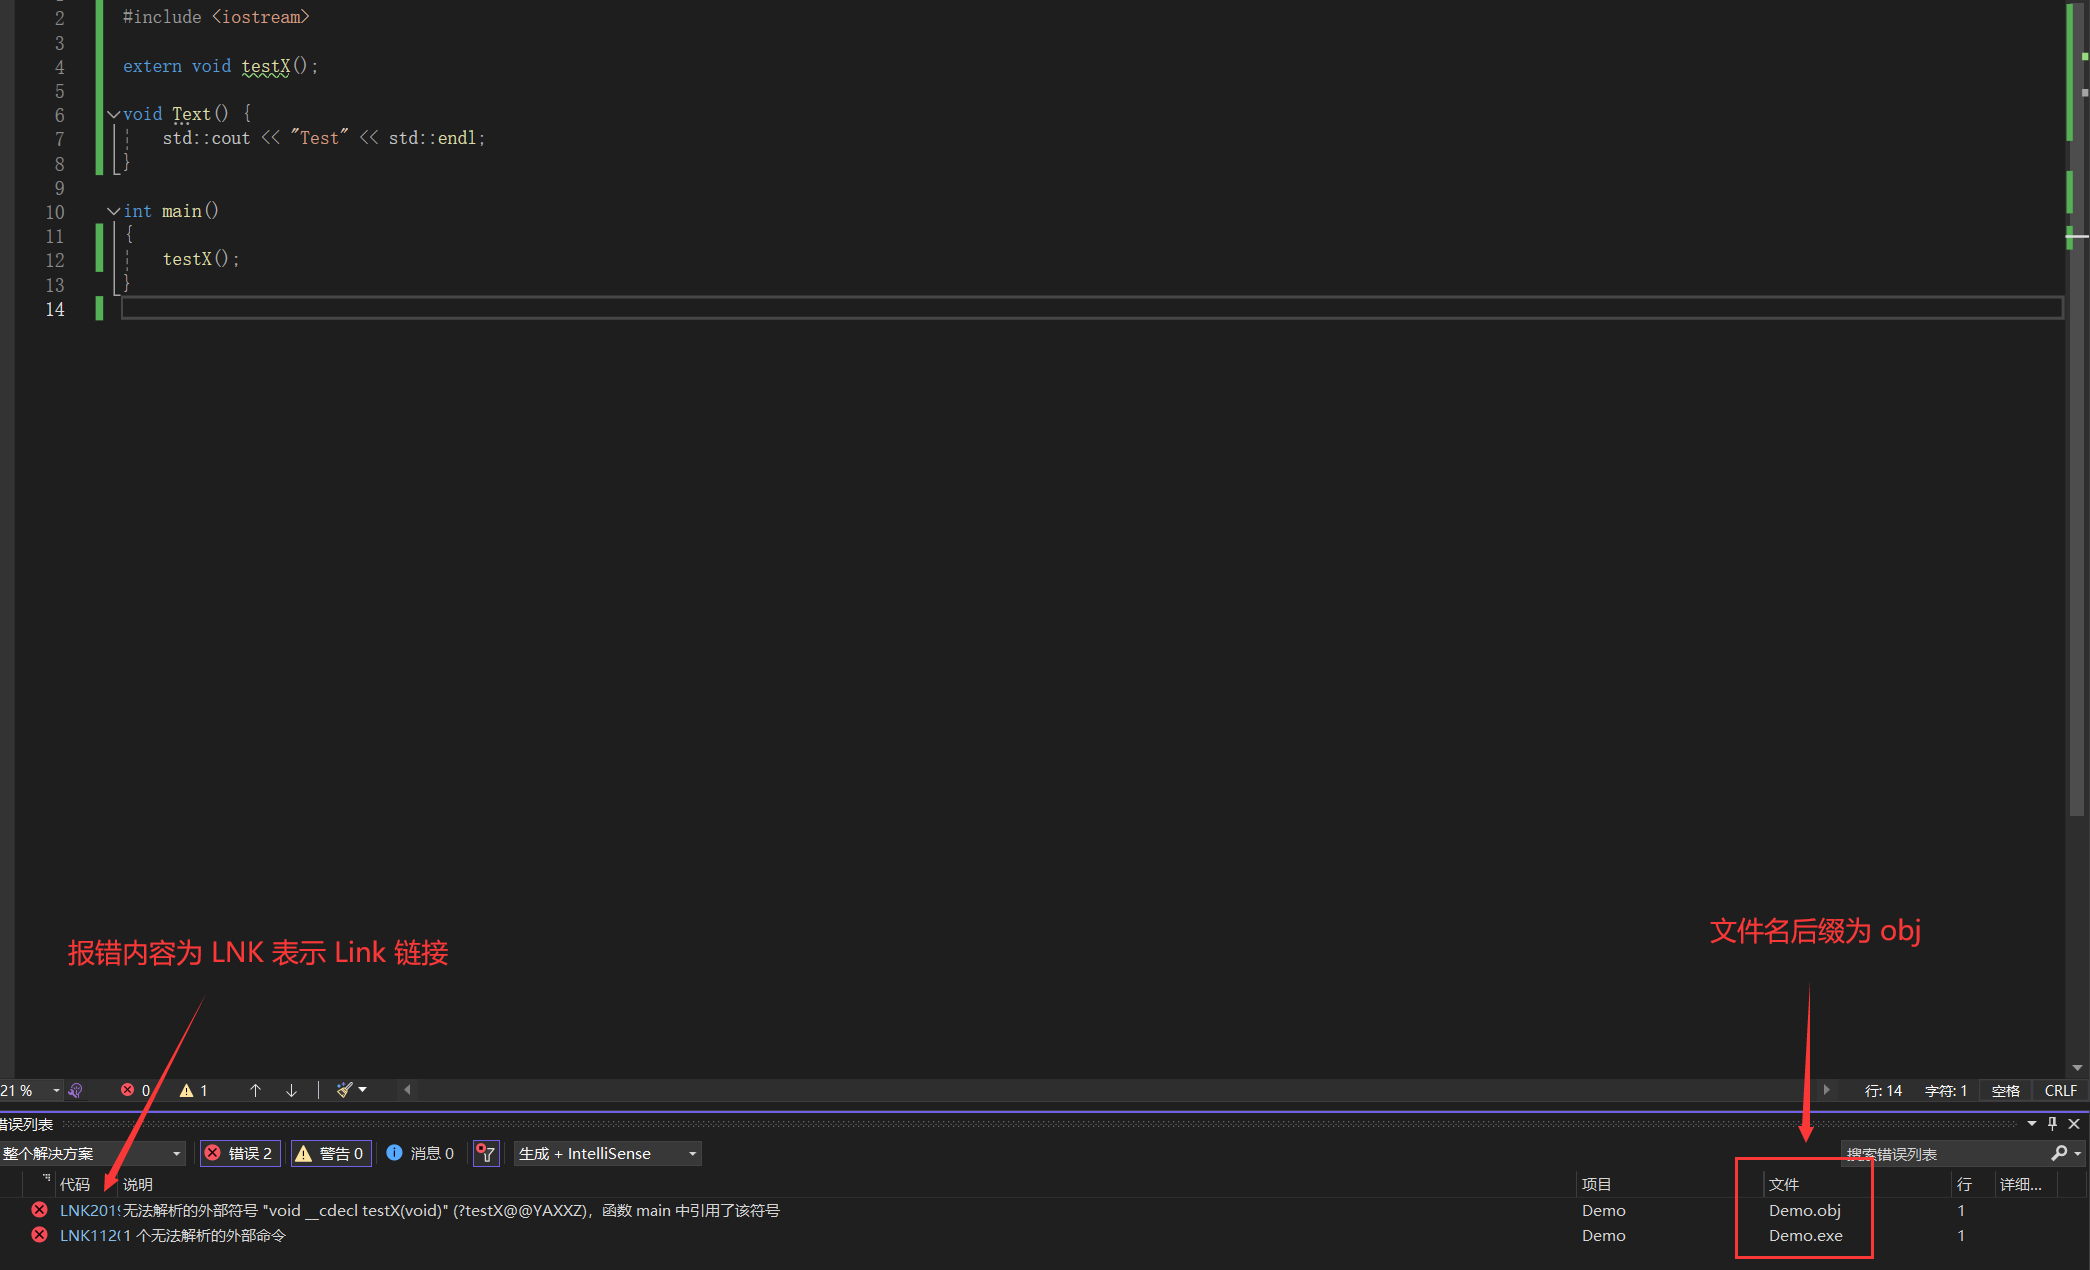 2 #include <iostream>
3
4 extern void testX();
5
6 void Text() {
7 std::cout << "Test" << std::endl;
8 }
9
10 int main()
11 {
12 testX();
13 }
14
文件名后缀为 obj
报错内容为 LNK 表示 Link 链接
21 % 0 1 行: 14 字符: 1 空格 CRLF
错误列表
整个解决方案 错误 2 警告 0 消息 0 生成 + IntelliSense 搜索错误列表
代码 说明 项目 文件 行 详细...
LNK2019 无法解析的外部符号 "void __cdecl testX(void)" (?testX@@YAXXZ)，函数 main 中引用了该符号 Demo Demo.obj 1
LNK1120 1 个无法解析的外部命令 Demo Demo.exe 1